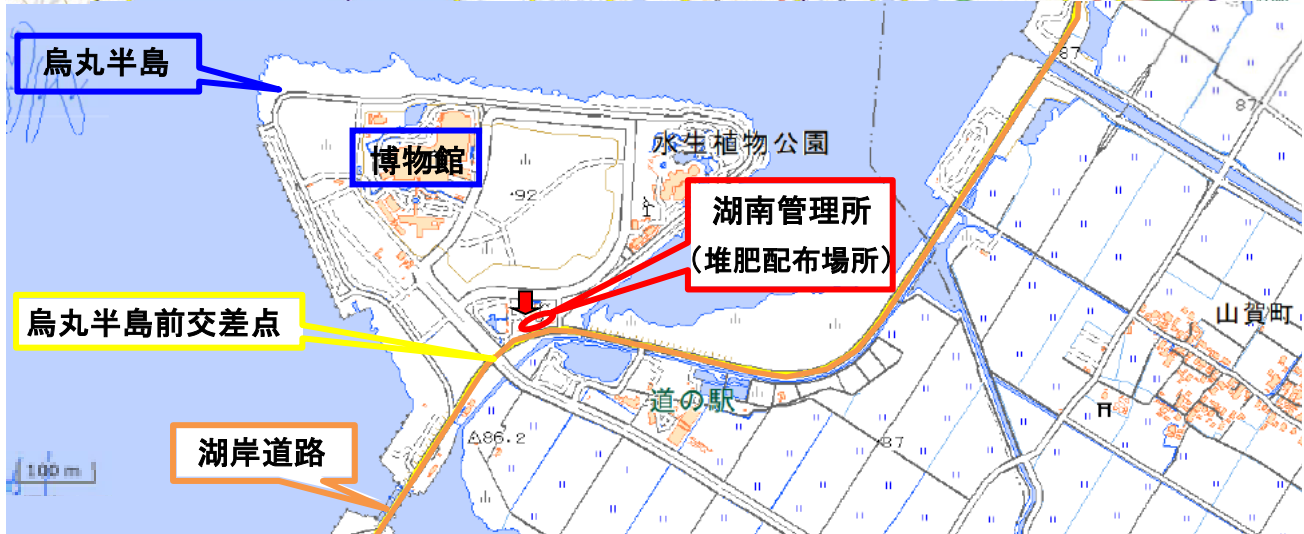 烏丸半島
87
87
水生植物公園
博物館
・92
湖南管理所
（堆肥配布場所）
烏丸半島前交差点
山賀町
道の駅
△86.2
・87
湖岸道路
100 m